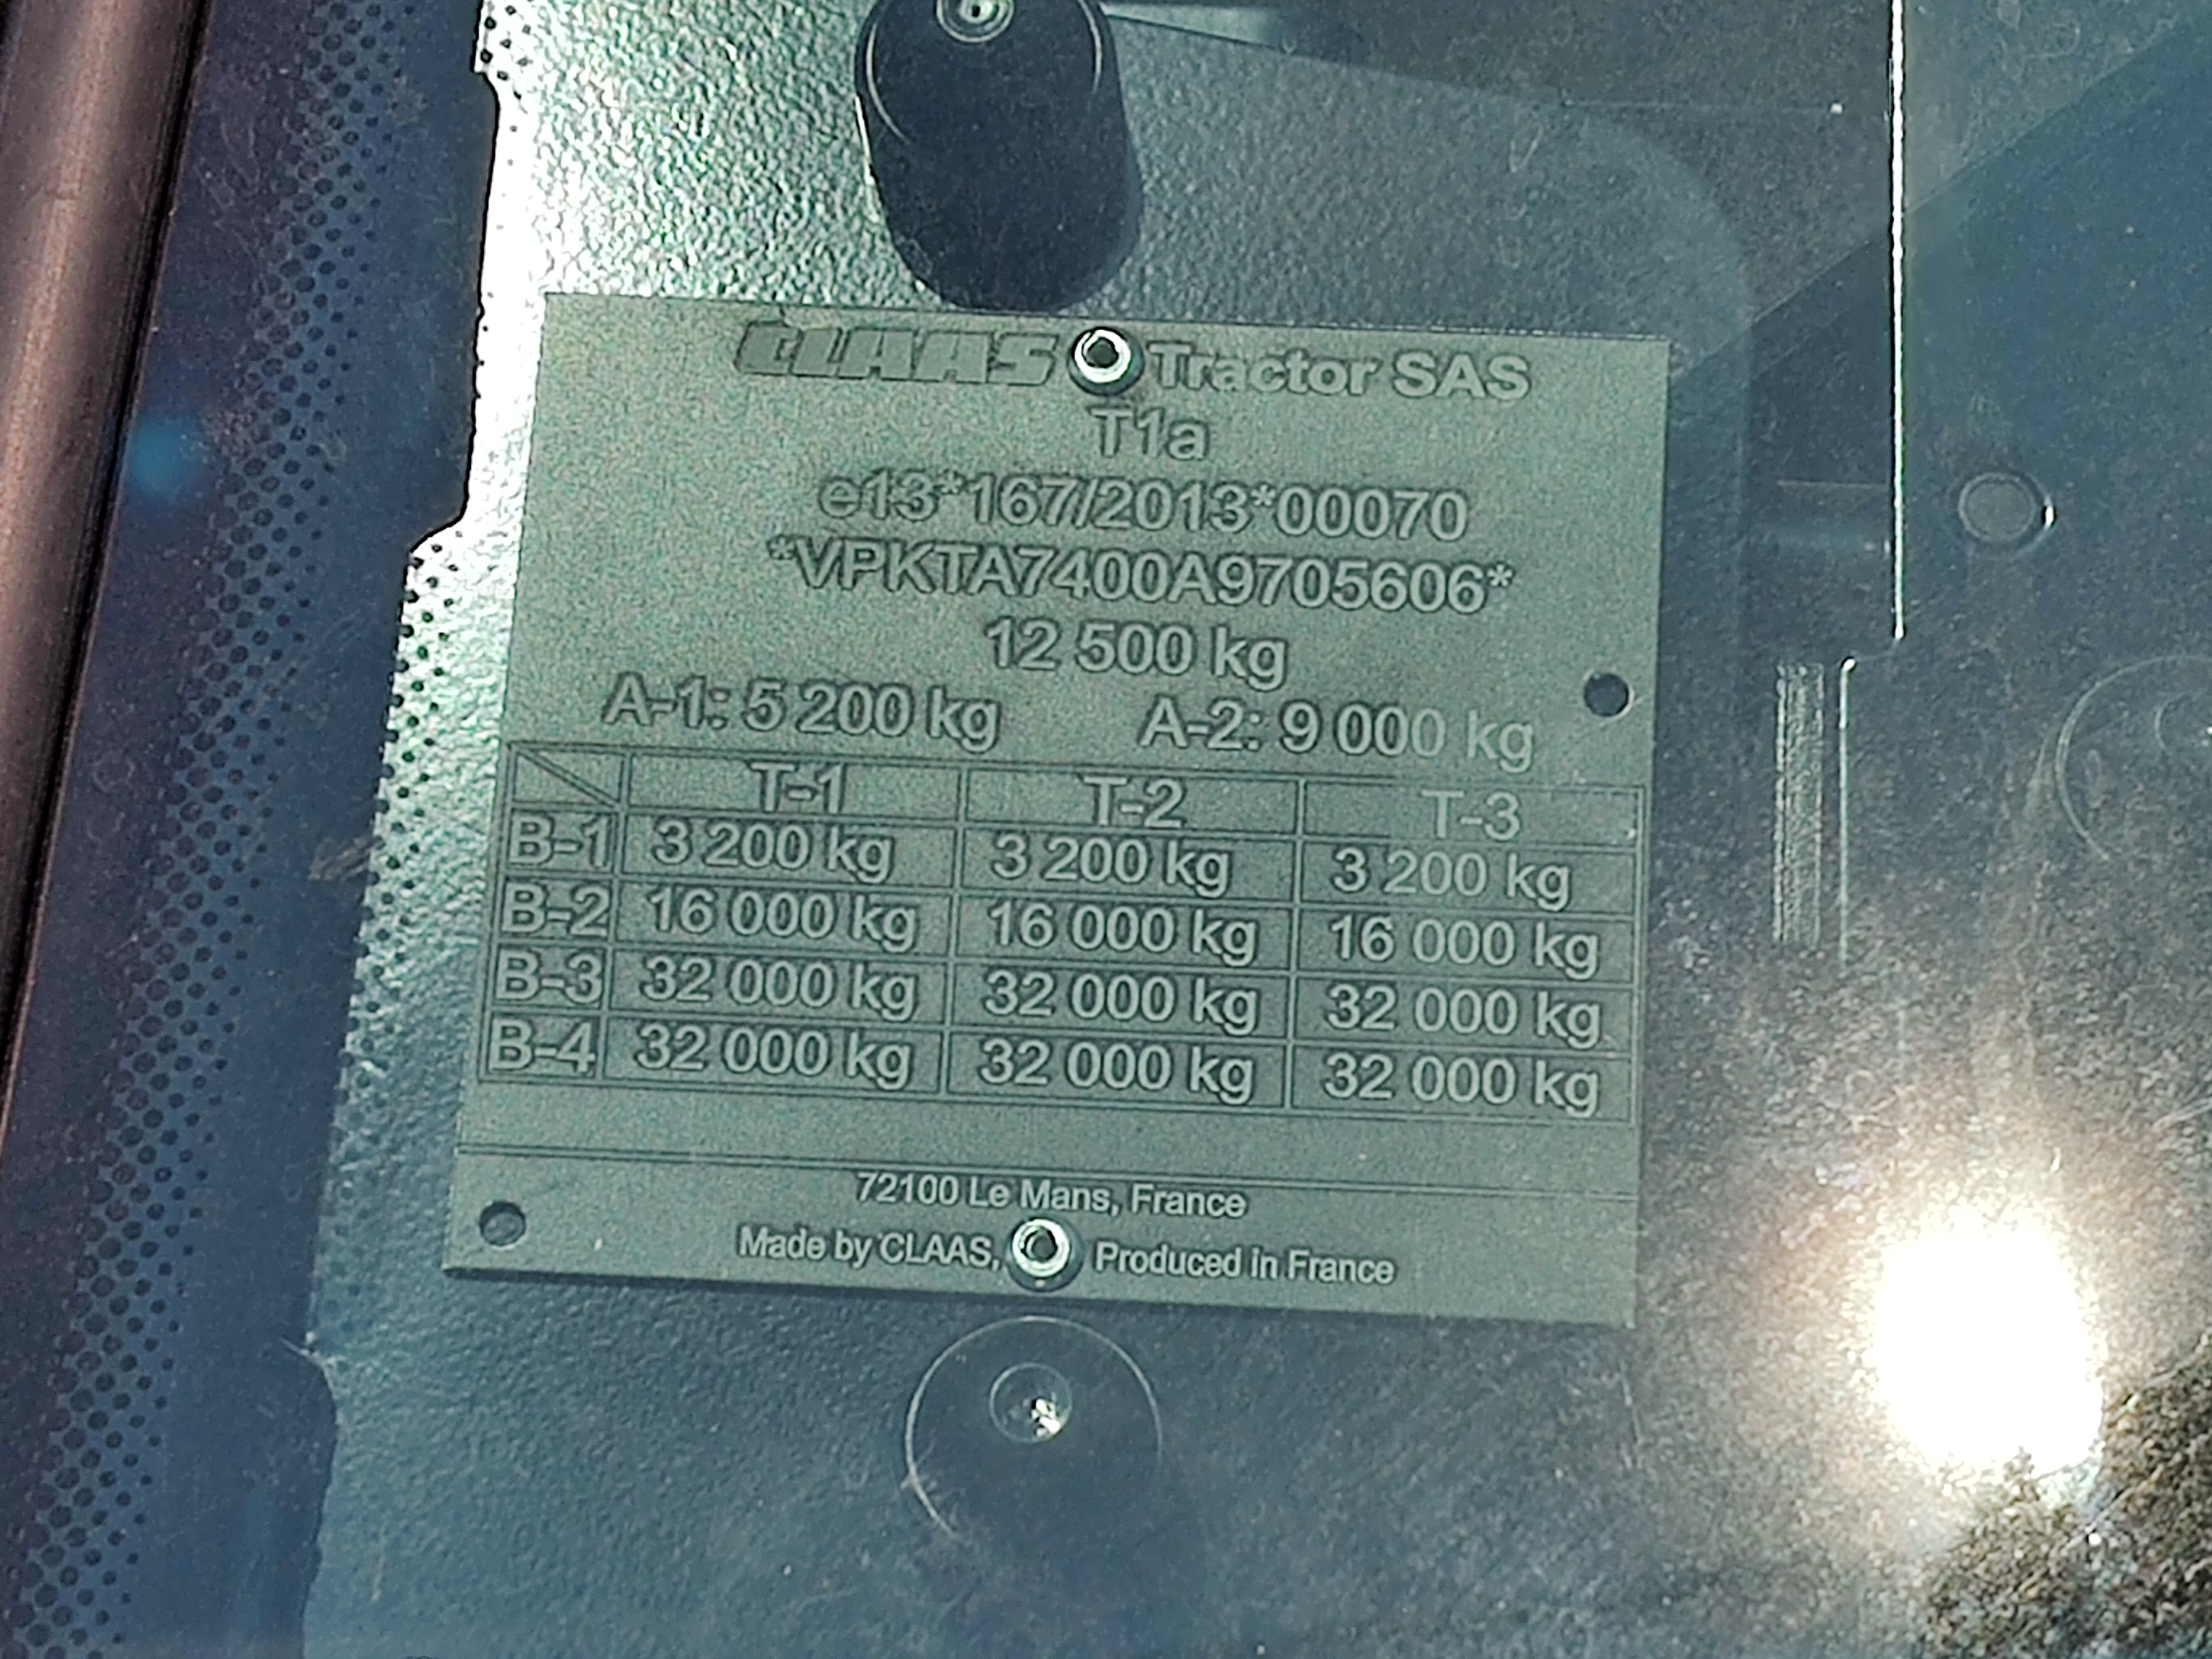 CLAAS Tractor SAS
T1a
e13*167/2013*00070
*VPKTA7400A9705606*
12 500 kg
A-1: 5 200 kg A-2: 9 000 kg
T-1 T-2 T-3
B-1 3 200 kg 3 200 kg 3 200 kg
B-2 16 000 kg 16 000 kg 16 000 kg
B-3 32 000 kg 32 000 kg 32 000 kg
B-4 32 000 kg 32 000 kg 32 000 kg
72100 Le Mans, France
Made by CLAAS, Produced in France